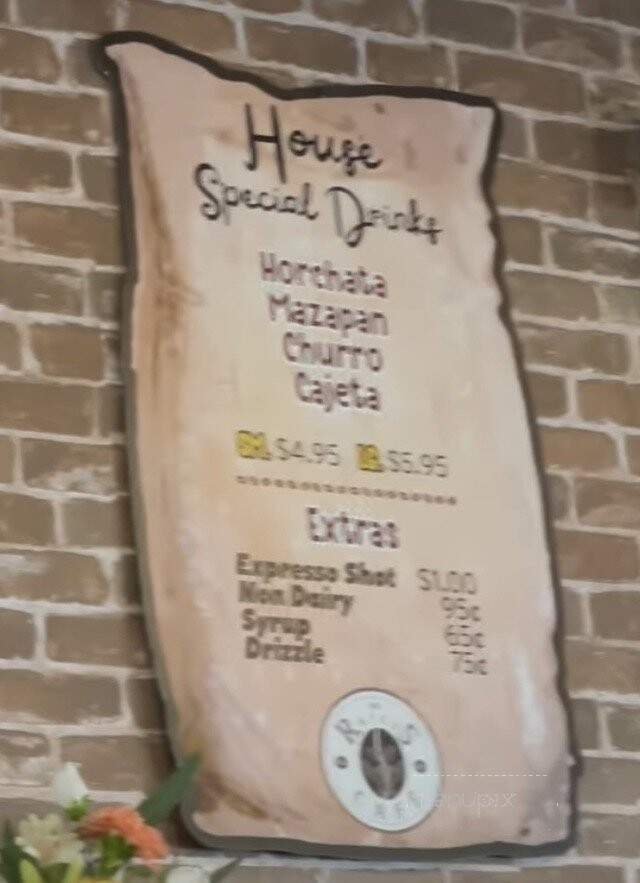 House
Special Drinks
Horchata
Mazapan
Churro
Cajeta
$4.95 $5.95
Extras
Expresso Shot $1.00
Non Dairy 95¢
Syrup 65¢
Drizzle 75¢
CAFE